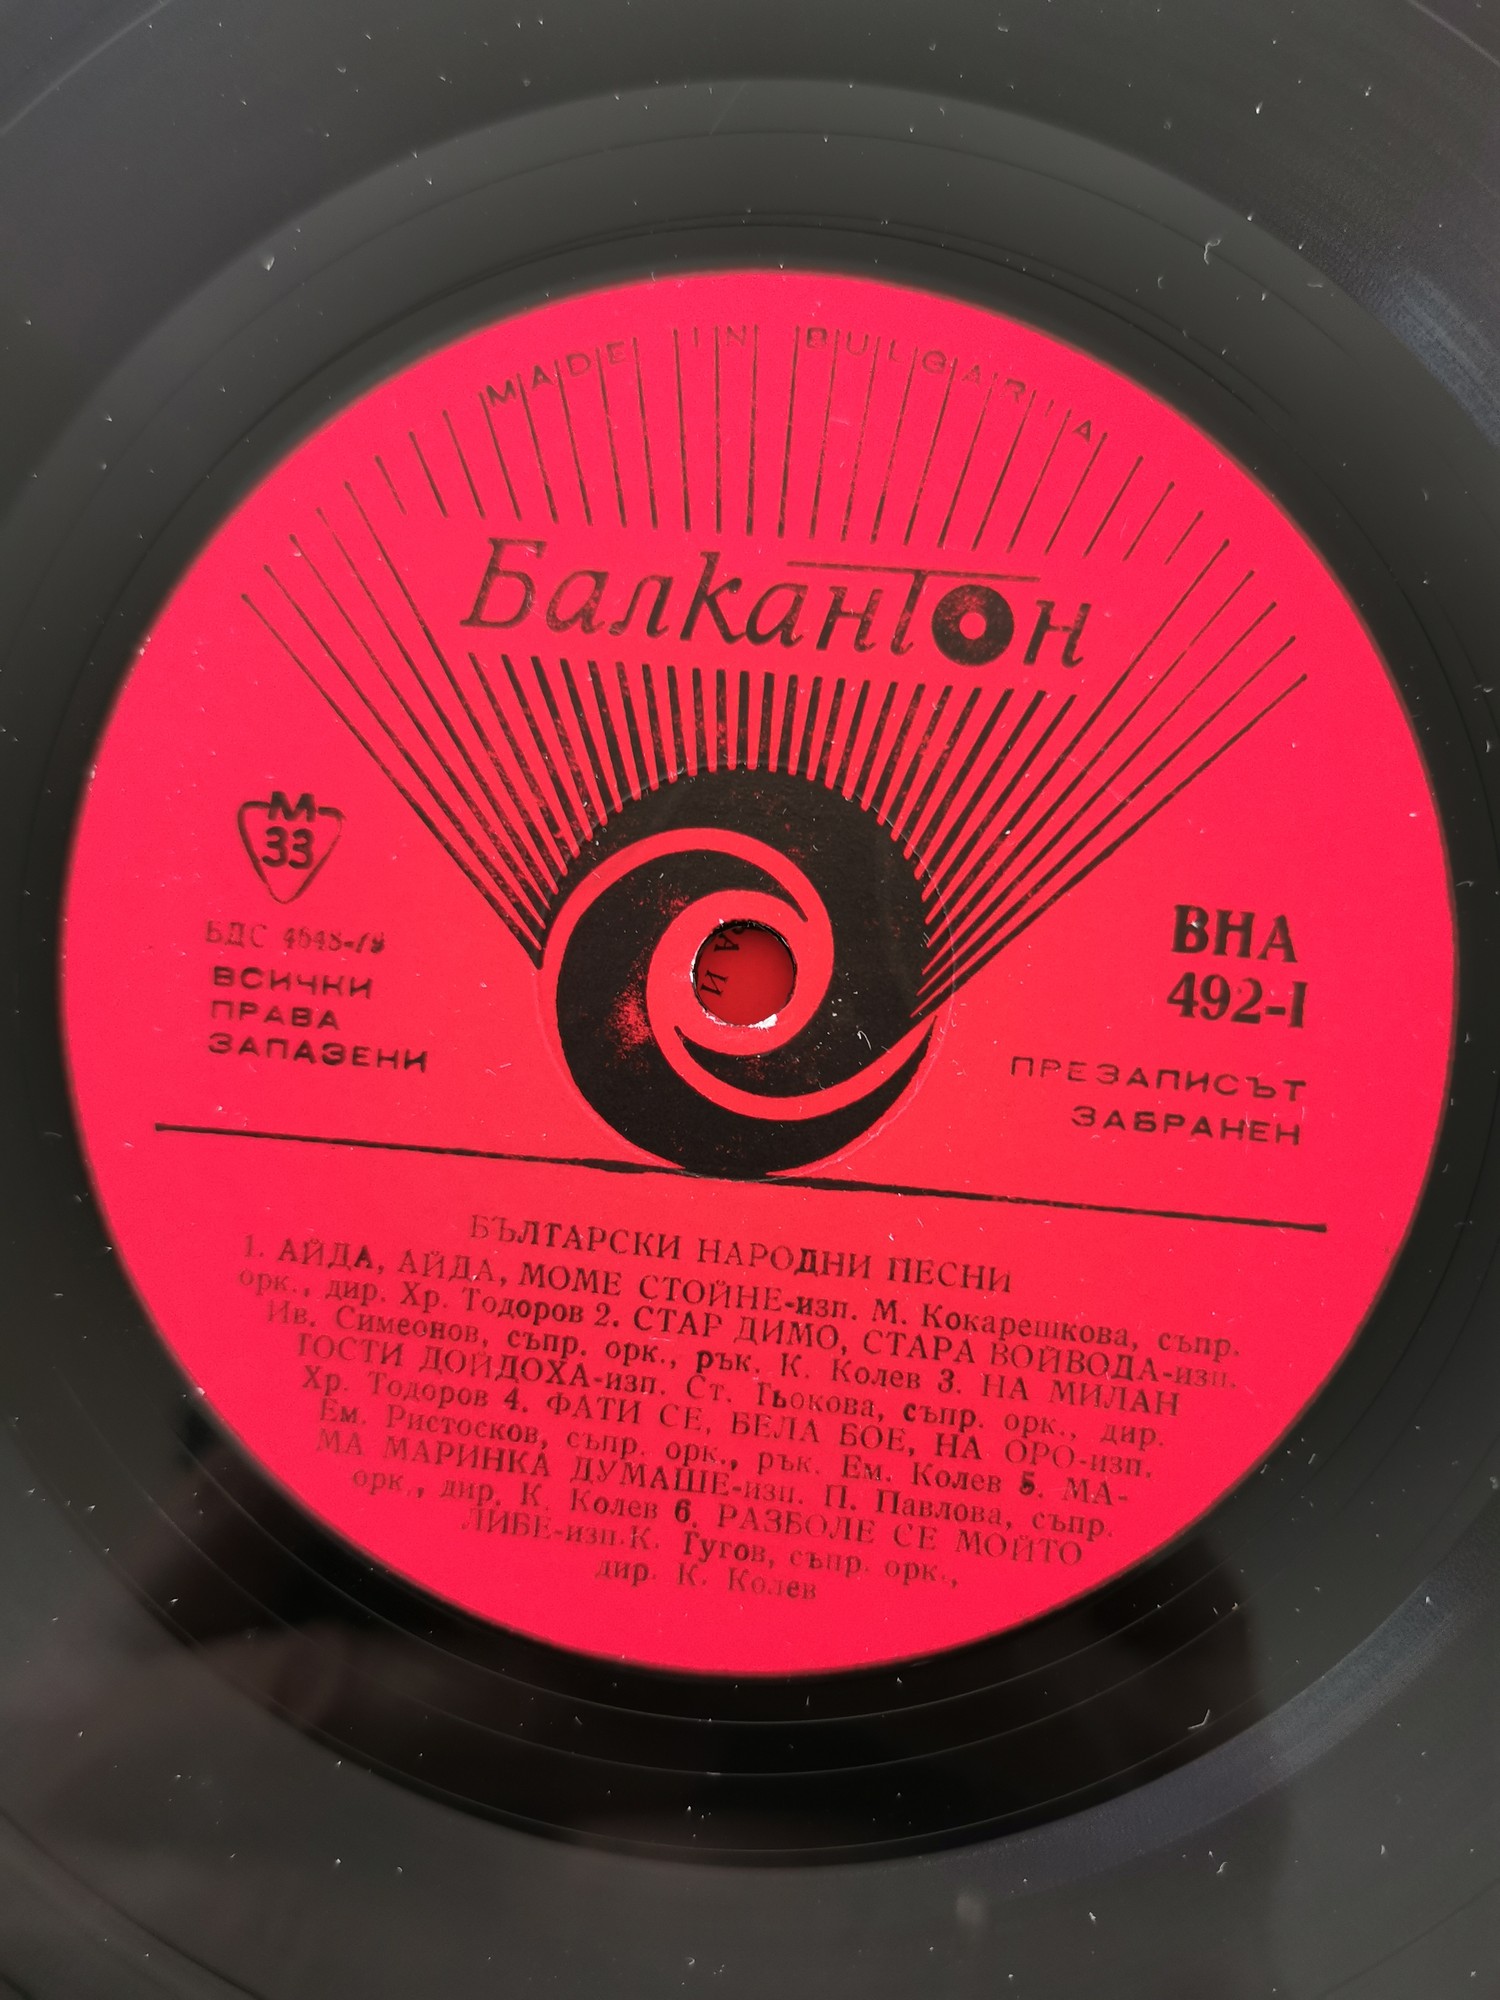 MADE IN BULGARIA
Балкантон
М
33
БДС 4648-79
ВСИЧКИ
ПРАВА
ЗАПАЗЕНИ
ВНА
492-I
ПРЕЗАПИСЪТ
ЗАБРАНЕН
БЪЛГАРСКИ НАРОДНИ ПЕСНИ
1. АЙДА, АЙДА, МОМЕ СТОЙНЕ-изп. М. Кокарешкова, съпр.
орк., дир. Хр. Тодоров 2. СТАР ДИМО, СТАРА ВОЙВОДА-изп.
Ив. Симеонов, съпр. орк., рък. К. Колев 3. НА МИЛАН
ГОСТИ ДОЙДОХА-изп. Ст. Тьокова, съпр. орк., дир.
Хр. Тодоров 4. ФАТИ СЕ, БЕЛА БОЕ, НА ОРО-изп.
Ем. Ристосков, съпр. орк., рък. Ем. Колев 5. МА-
МА МАРИНКА ДУМАШЕ-изп. П. Павлова, съпр.
орк., дир. К. Колев 6. РАЗБОЛЕ СЕ МОЙТО
ЛИБЕ-изп.К. Гугов, съпр. орк.,
дир. К. Колев